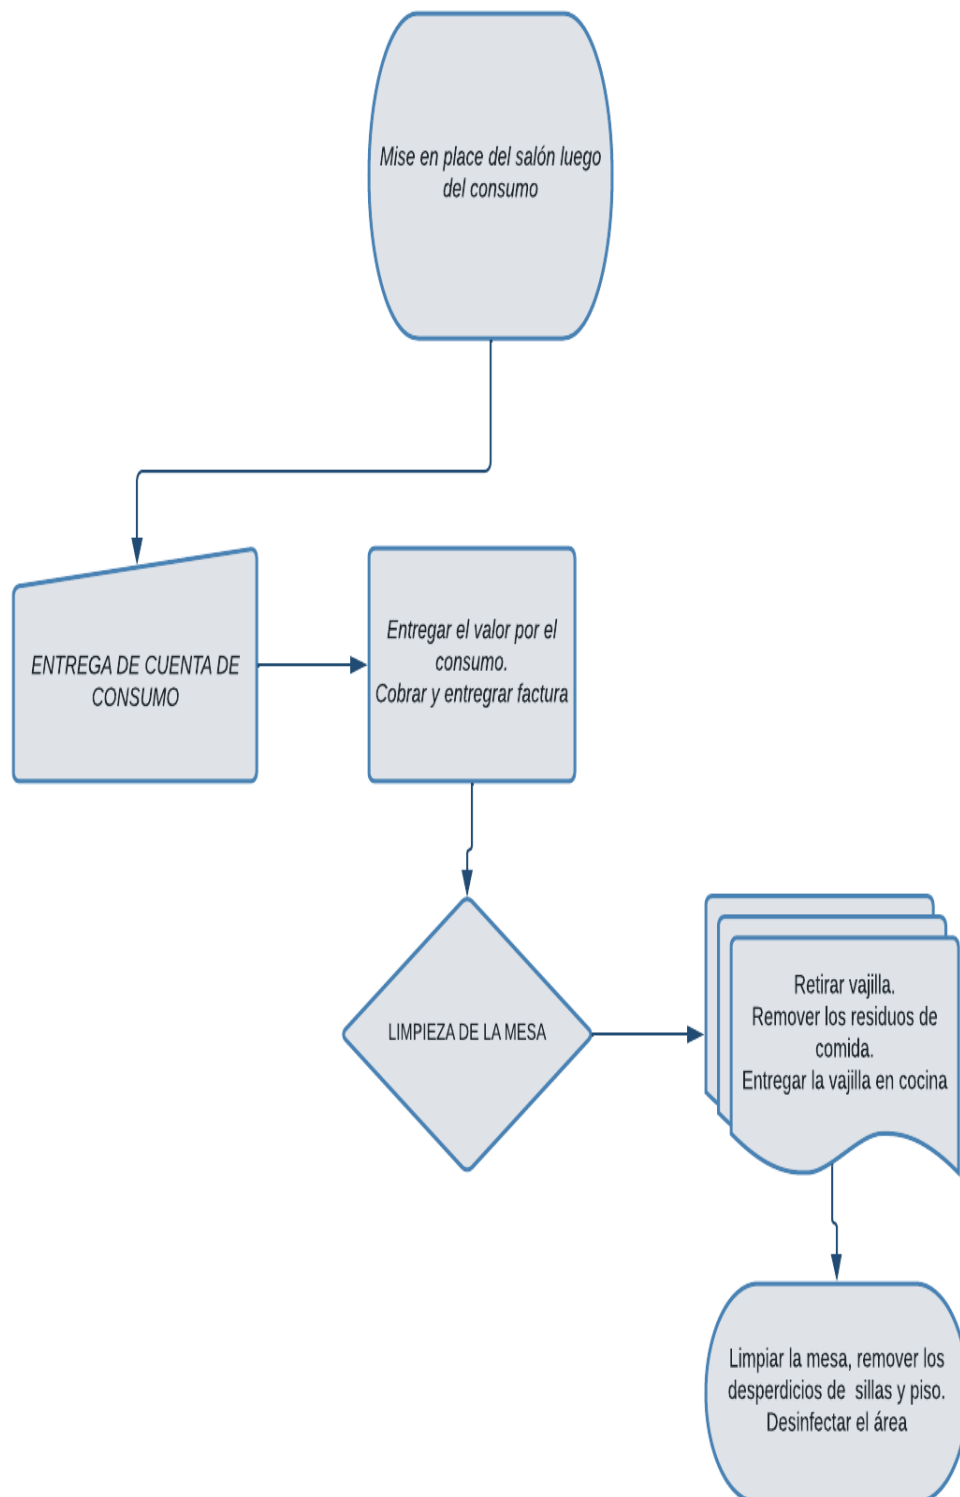 Mise en place del salón luego
del consumo
ENTREGA DE CUENTA DE
CONSUMO
Entregar el valor por el
consumo.
Cobrar y entregrar factura
LIMPIEZA DE LA MESA
Retirar vajilla.
Remover los residuos de
comida.
Entregar la vajilla en cocina
Limpiar la mesa, remover los
desperdicios de sillas y piso.
Desinfectar el área